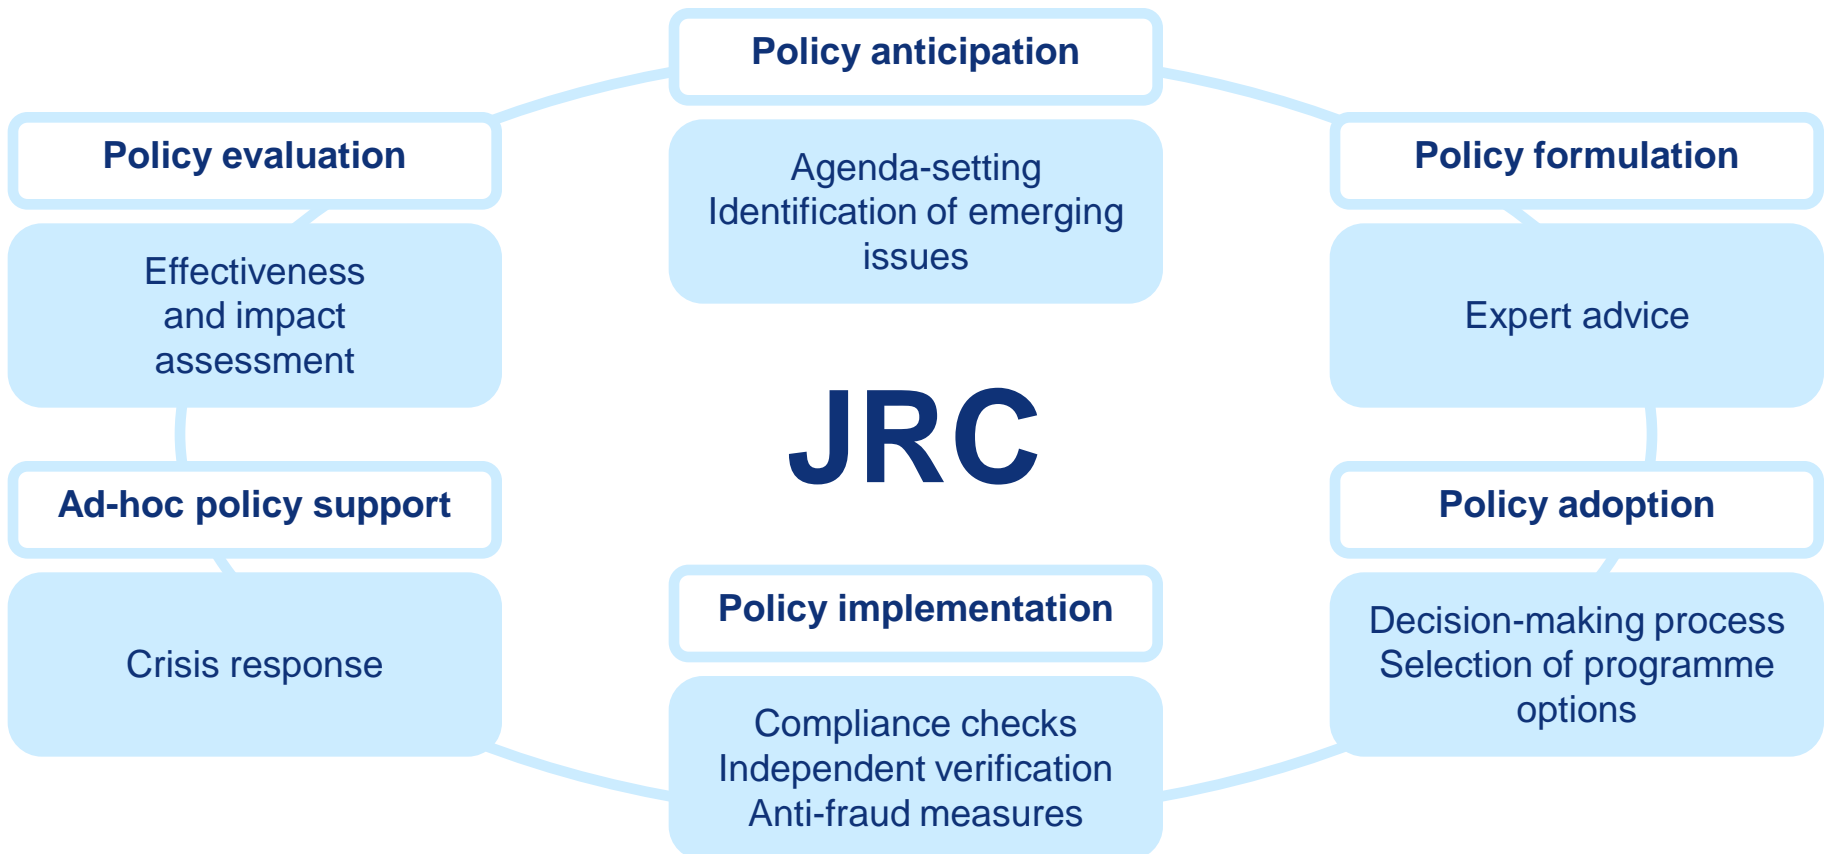 Policy anticipation
Agenda-setting
Identification of emerging
issues
Policy formulation
Expert advice
Policy adoption
Decision-making process
Selection of programme
options
Policy implementation
Compliance checks
Independent verification
Anti-fraud measures
Ad-hoc policy support
Crisis response
Policy evaluation
Effectiveness
and impact
assessment
JRC